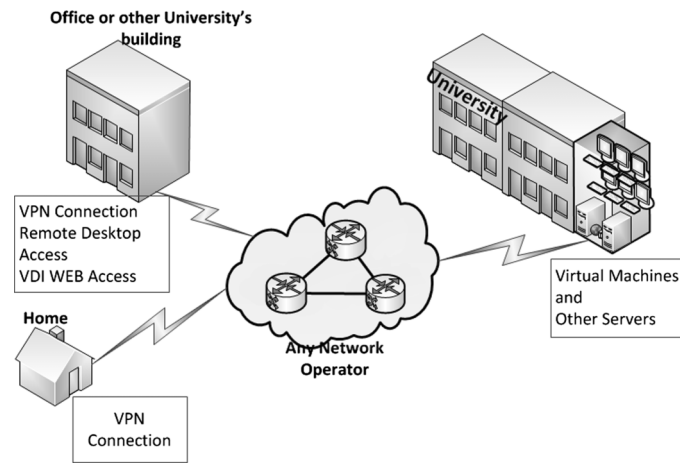 Office or other University's
building
University
VPN Connection
Remote Desktop
Access
VDI WEB Access
Virtual Machines
and
Other Servers
Home
Any Network
Operator
VPN
Connection